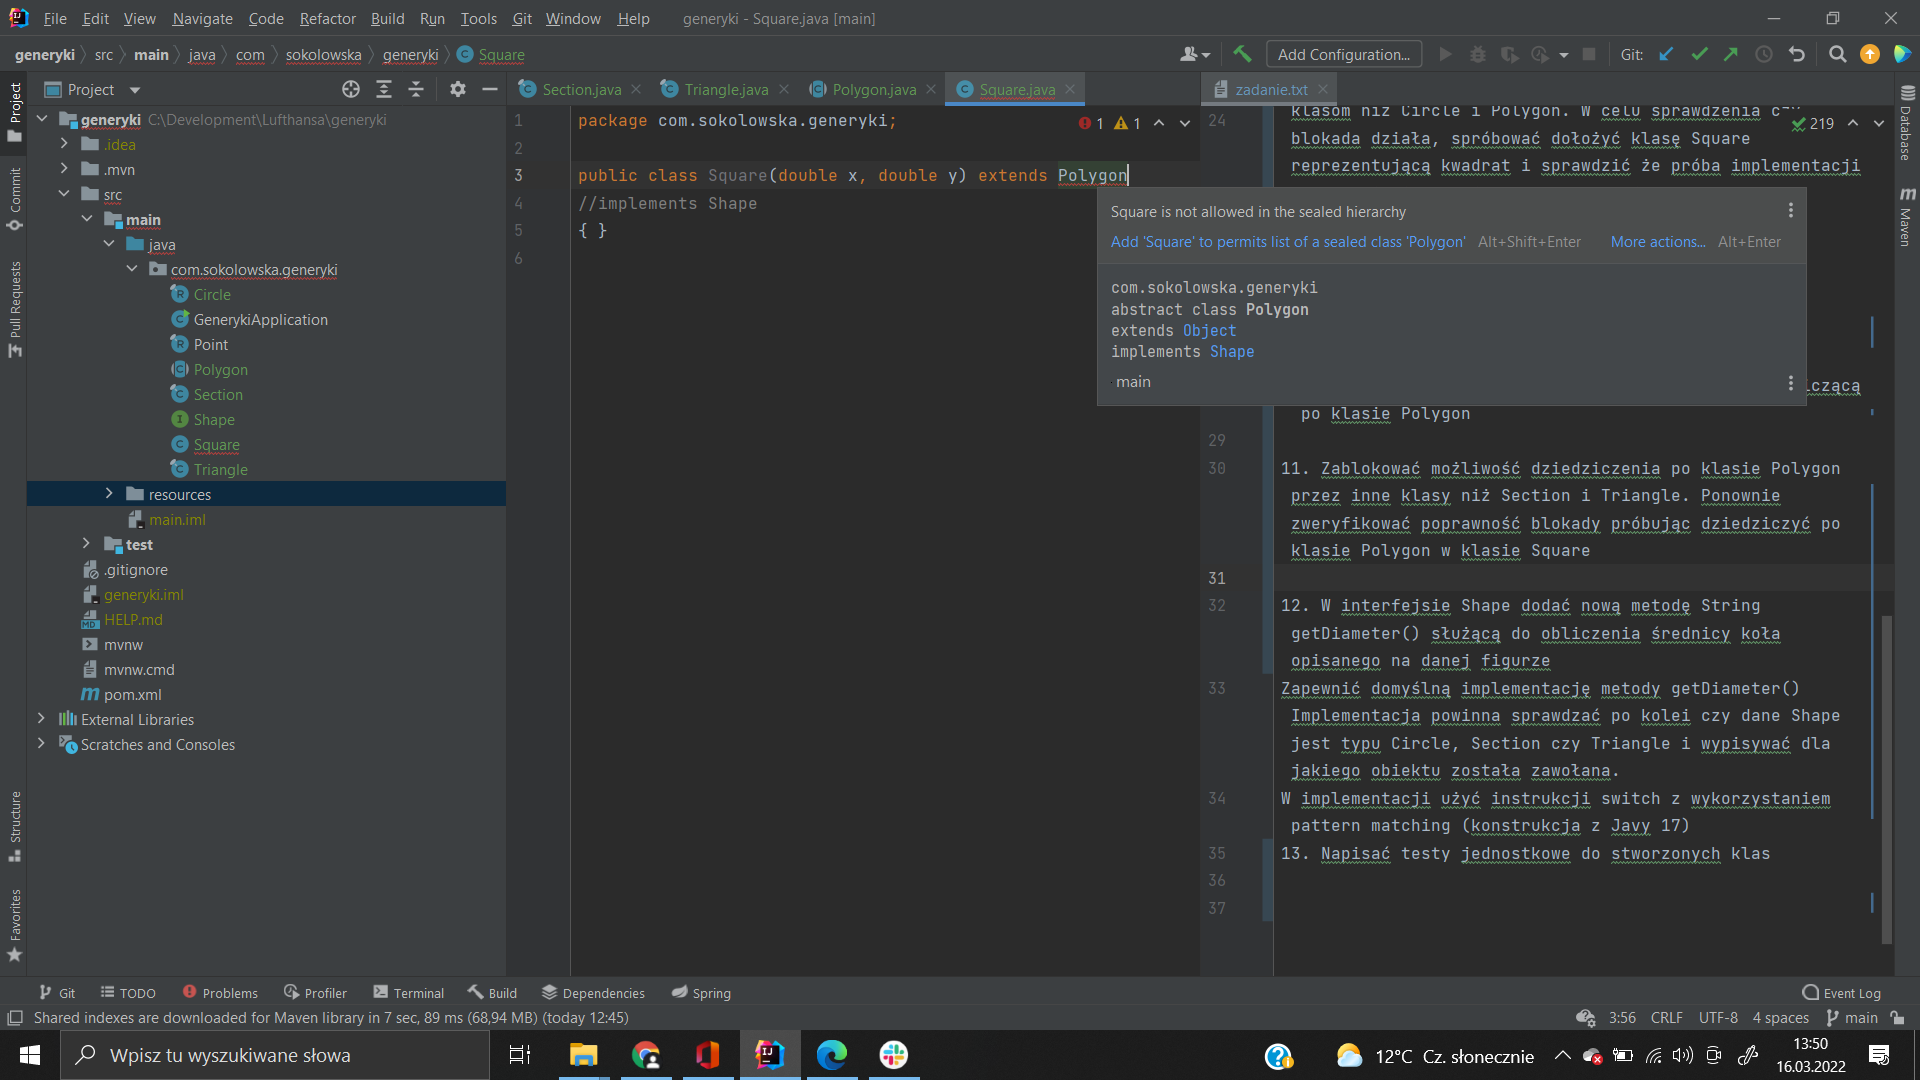 File Edit View Navigate Code Refactor Build Run Tools Git Window Help generyki - Square.java [main]
generyki src main java com sokolowska generyki Square Add Configuration... Git:
Project
Section.java Triangle.java Polygon.java Square.java zadanie.txt
generyki C:\Development\Lufthansa\generyki
.idea
.mvn
src
main
java
com.sokolowska.generyki
Circle
GenerykiApplication
Point
Polygon
Section
Shape
Square
Triangle
resources
main.iml
test
.gitignore
generyki.iml
HELP.md
mvnw
mvnw.cmd
pom.xml
External Libraries
Scratches and Consoles
Project
Commit
Pull Requests
Structure
Favorites
1 package com.sokolowska.generyki;
2
3 public class Square(double x, double y) extends Polygon
4 //implements Shape
5 { }
6
1 1
Square is not allowed in the sealed hierarchy
Add 'Square' to permits list of a sealed class 'Polygon' Alt+Shift+Enter More actions... Alt+Enter
com.sokolowska.generyki
abstract class Polygon
extends Object
implements Shape
main
219
24 klasom niż Circle i Polygon. W celu sprawdzenia
blokada działa, spróbować dołożyć klasę Square
reprezentującą kwadrat i sprawdzić że próba implementacji
po klasie Polygon
29
30 11. Zablokować możliwość dziedziczenia po klasie Polygon
przez inne klasy niż Section i Triangle. Ponownie
zweryfikować poprawność blokady próbując dziedziczyć po
klasie Polygon w klasie Square
31
32 12. W interfejsie Shape dodać nową metodę String
getDiameter() służącą do obliczenia średnicy koła
opisanego na danej figurze
33 Zapewnić domyślną implementację metody getDiameter()
Implementacja powinna sprawdzać po kolei czy dane Shape
jest typu Circle, Section czy Triangle i wypisywać dla
jakiego obiektu została zawołana.
34 W implementacji użyć instrukcji switch z wykorzystaniem
pattern matching (konstrukcja z Javy 17)
35 13. Napisać testy jednostkowe do stworzonych klas
36
37
Database
Maven
Git TODO Problems Profiler Terminal Build Dependencies Spring Event Log
Shared indexes are downloaded for Maven library in 7 sec, 89 ms (68,94 MB) (today 12:45) 3:56 CRLF UTF-8 4 spaces main
Wpisz tu wyszukiwane słowa 12°C Cz. słonecznie 13:50
16.03.2022